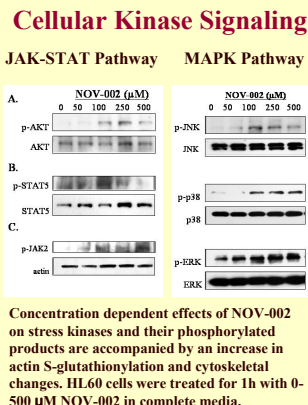 Cellular Kinase Signaling
JAK-STAT Pathway MAPK Pathway
NOV-002 (µM)
A. 0 50 100 250 500
p-AKT
AKT
B.
p-STAT5
STAT5
C.
p-JAK2
actin
NOV-002 (µM)
0 50 100 250 500
p-JNK
JNK
p-p38
p38
p-ERK
ERK
Concentration dependent effects of NOV-002
on stress kinases and their phosphorylated
products are accompanied by an increase in
actin S-glutathionylation and cytoskeletal
changes. HL60 cells were treated for 1h with 0-
500 µM NOV-002 in complete media.